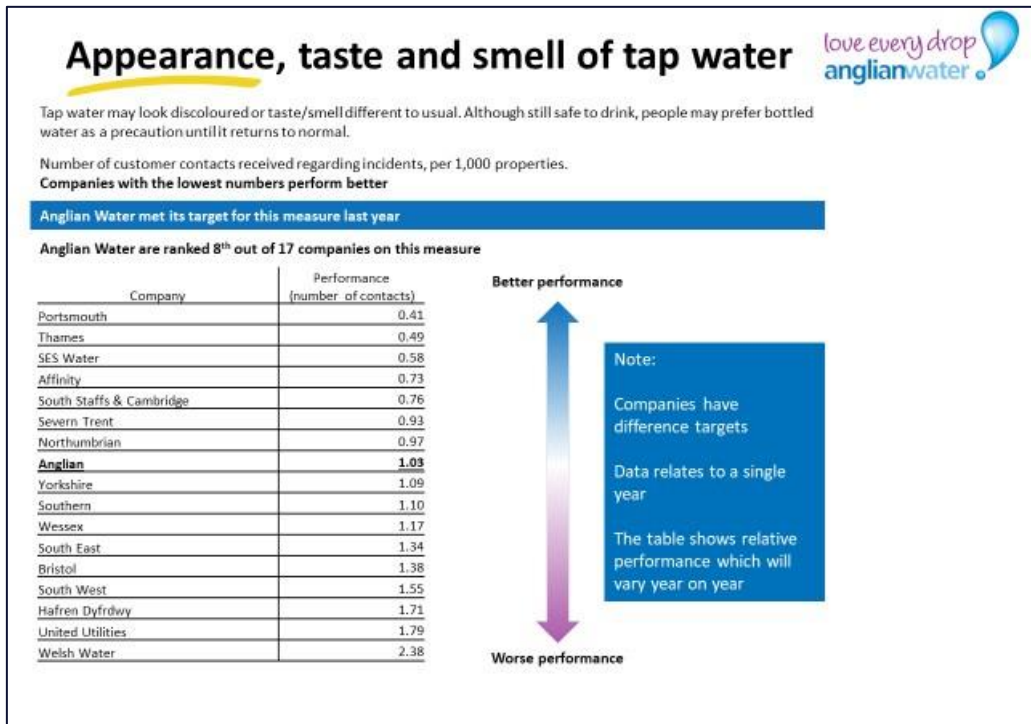 Appearance, taste and smell of tap water
love every drop
anglianwater
Tap water may look discoloured or taste/smell different to usual. Although still safe to drink, people may prefer bottled
water as a precaution until it returns to normal.
Number of customer contacts received regarding incidents, per 1,000 properties.
Companies with the lowest numbers perform better
Anglian Water met its target for this measure last year
Anglian Water are ranked 8th out of 17 companies on this measure
Company Performance
(number of contacts)
Portsmouth 0.41
Thames 0.49
SES Water 0.58
Affinity 0.73
South Staffs & Cambridge 0.76
Severn Trent 0.93
Northumbrian 0.97
Anglian 1.03
Yorkshire 1.09
Southern 1.10
Wessex 1.17
South East 1.34
Bristol 1.38
South West 1.55
Hafren Dyfrdwy 1.71
United Utilities 1.79
Welsh Water 2.38
Better performance
Worse performance
Note:
Companies have
difference targets
Data relates to a single
year
The table shows relative
performance which will
vary year on year